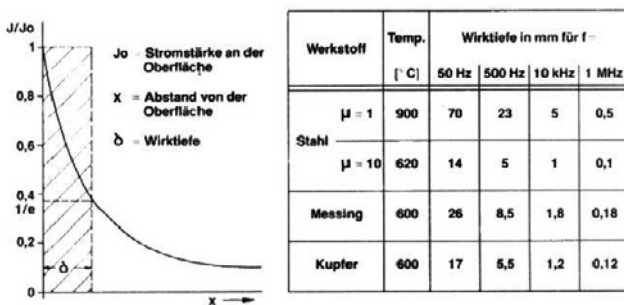 J/Jo
1
0,8
0,6
0,4
1/e
0,2
0
δ
x
Jo = Stromstärke an der
Oberfläche
x = Abstand von der
Oberfläche
δ = Wirktiefe
Werkstoff Temp. Wirktiefe in mm für f=
[°C] 50 Hz 500 Hz 10 kHz 1 MHz
µ = 1 900 70 23 5 0,5
Stahl
µ = 10 620 14 5 1 0,1
Messing 600 26 8,5 1,8 0,18
Kupfer 600 17 5,5 1,2 0,12